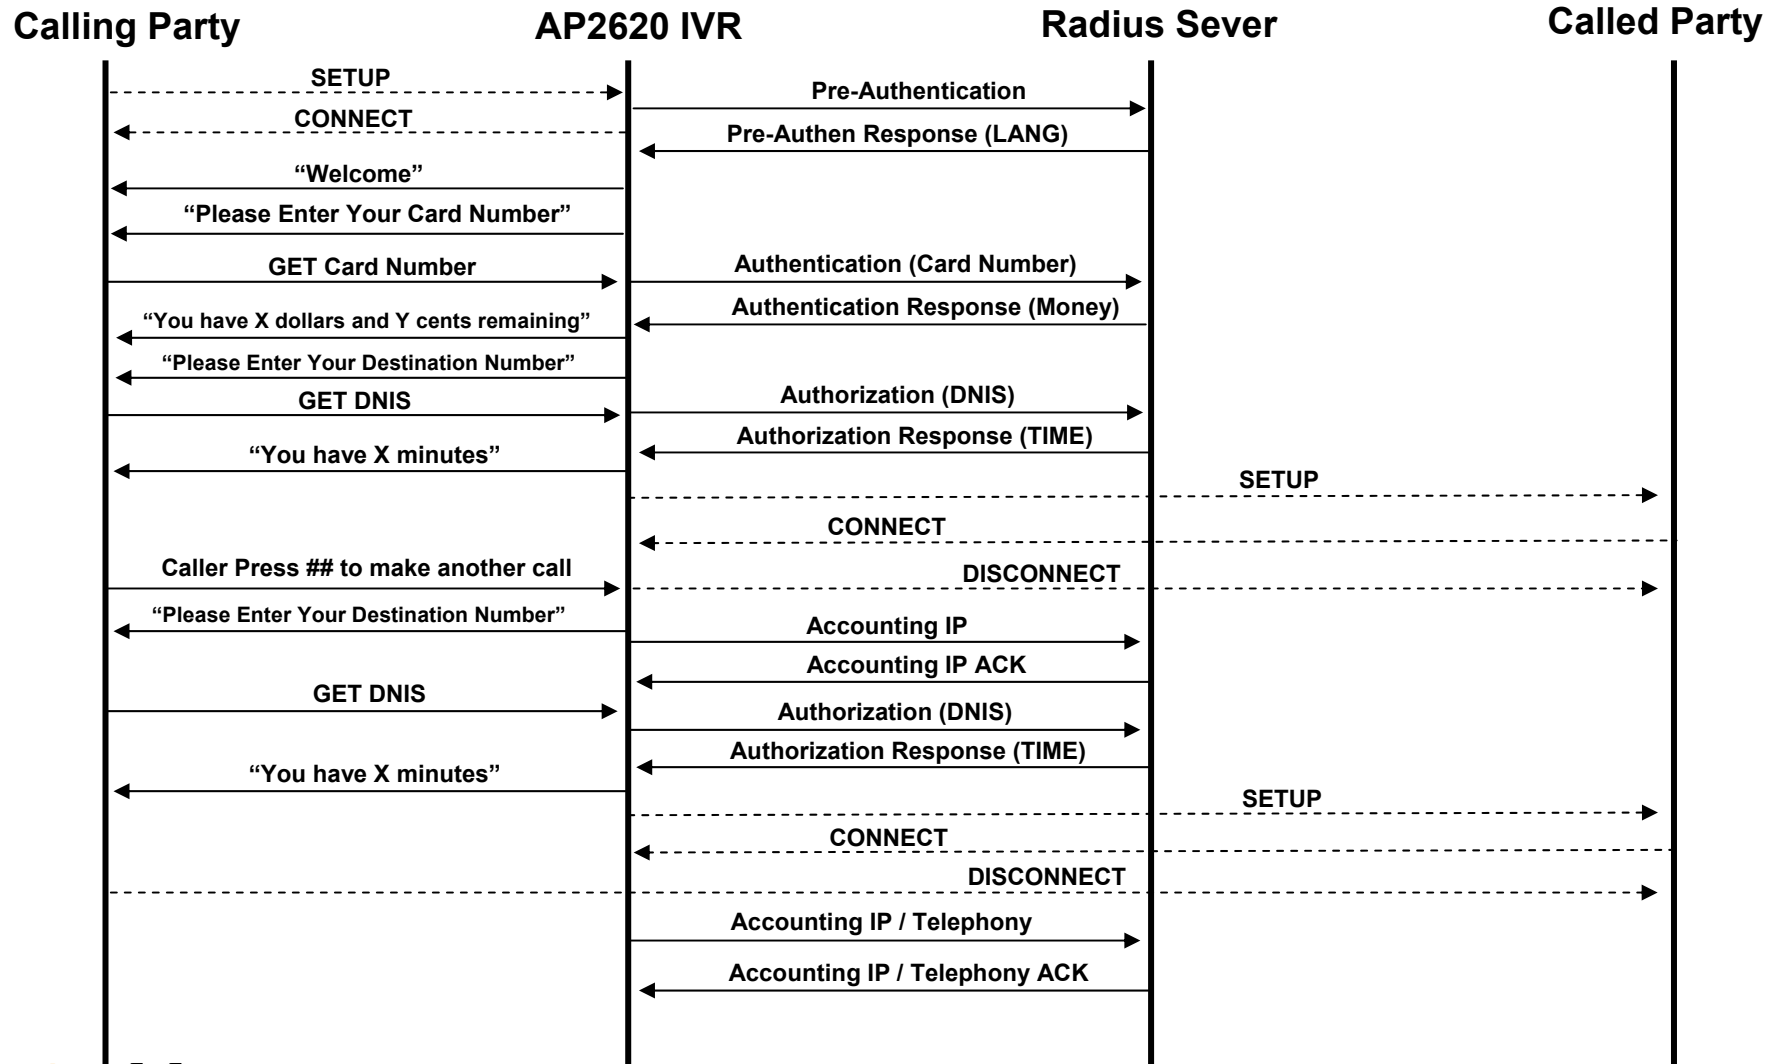 Calling Party
AP2620 IVR
Radius Sever
Called Party
SETUP
Pre-Authentication
CONNECT
Pre-Authen Response (LANG)
“Welcome”
“Please Enter Your Card Number”
GET Card Number
Authentication (Card Number)
Authentication Response (Money)
“You have X dollars and Y cents remaining”
“Please Enter Your Destination Number”
GET DNIS
Authorization (DNIS)
Authorization Response (TIME)
“You have X minutes”
SETUP
CONNECT
Caller Press ## to make another call
DISCONNECT
“Please Enter Your Destination Number”
Accounting IP
Accounting IP ACK
GET DNIS
Authorization (DNIS)
Authorization Response (TIME)
“You have X minutes”
SETUP
CONNECT
DISCONNECT
Accounting IP / Telephony
Accounting IP / Telephony ACK